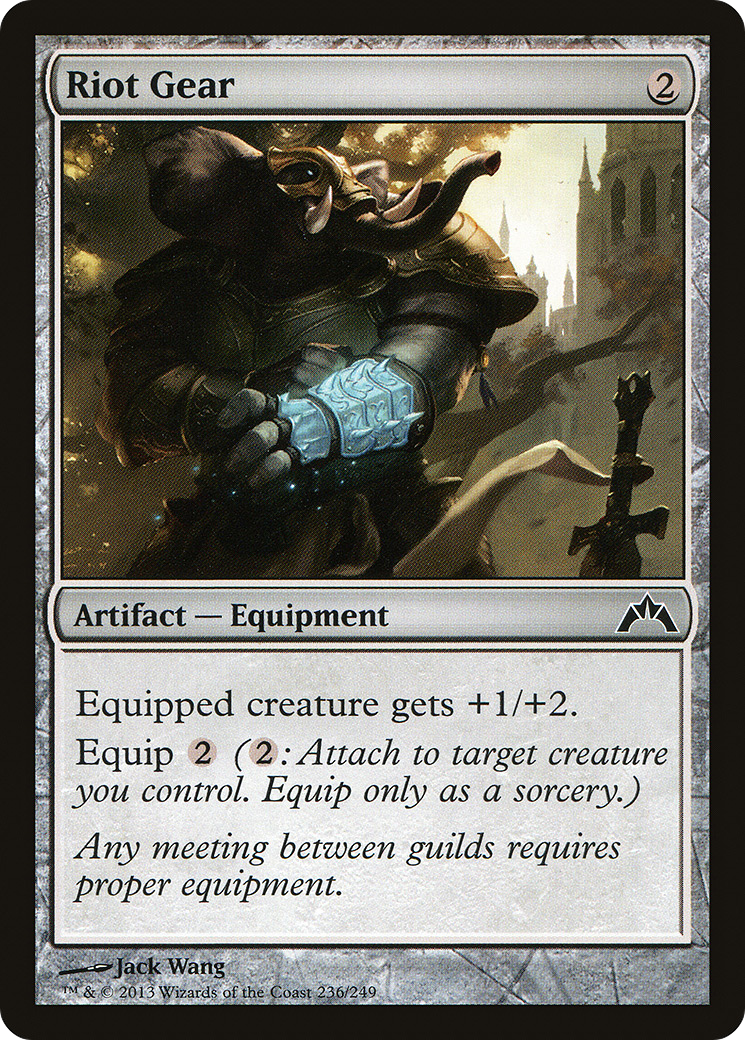 Riot Gear 2
Artifact — Equipment
Equipped creature gets +1/+2.
Equip 2 (2: Attach to target creature
you control. Equip only as a sorcery.)
Any meeting between guilds requires
proper equipment.
Jack Wang
™ & © 2013 Wizards of the Coast 236/249